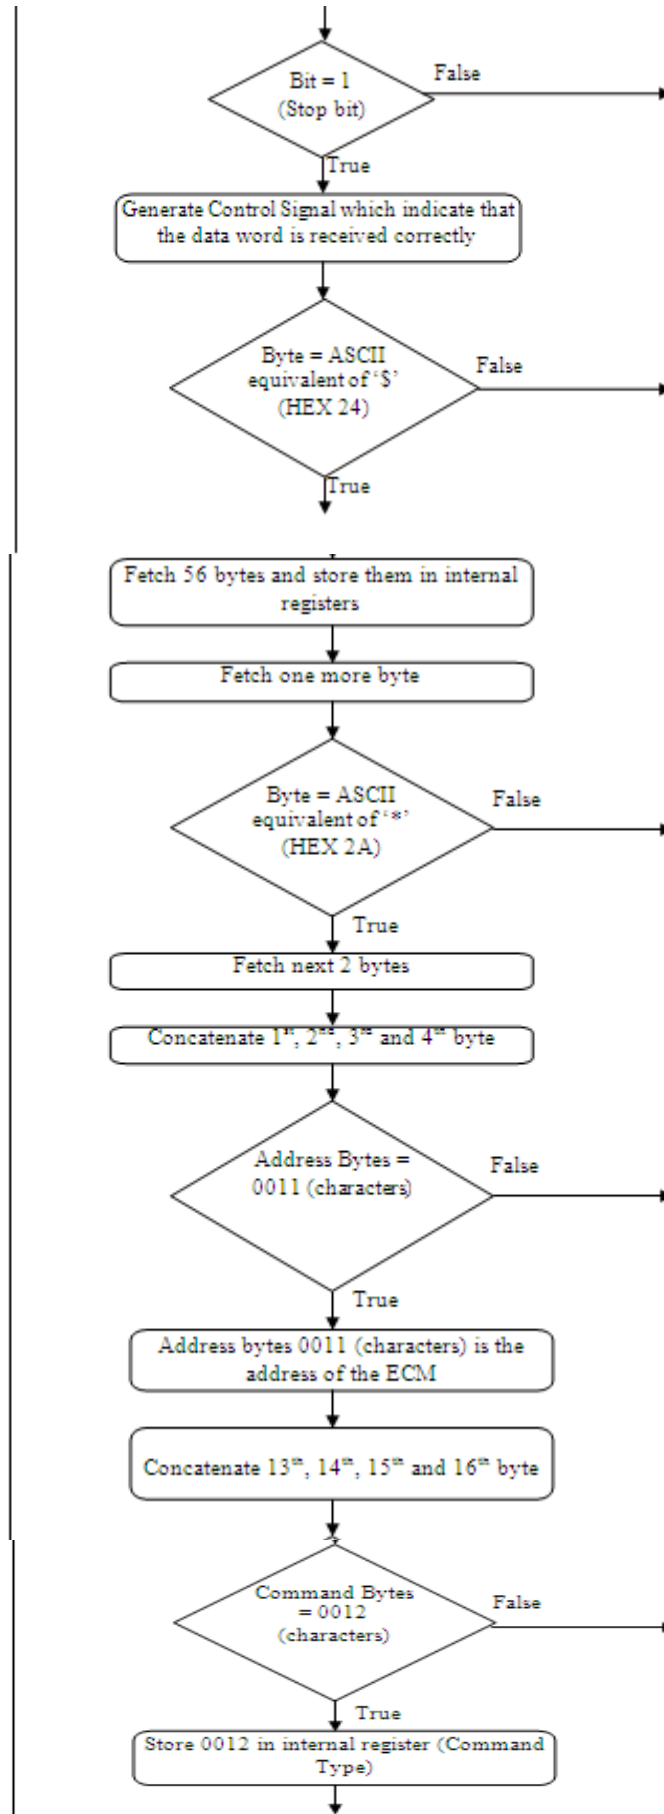 Bit = 1
(Stop bit)
False
True
Generate Control Signal which indicate that
the data word is received correctly
Byte = ASCII
equivalent of ‘$’
(HEX 24)
False
True
Fetch 56 bytes and store them in internal
registers
Fetch one more byte
Byte = ASCII
equivalent of ‘*’
(HEX 2A)
False
True
Fetch next 2 bytes
Concatenate 1st, 2nd, 3rd and 4th byte
Address Bytes =
0011 (characters)
False
True
Address bytes 0011 (characters) is the
address of the ECM
Concatenate 13th, 14th, 15th and 16th byte
Command Bytes
= 0012
(characters)
False
True
Store 0012 in internal register (Command
Type)